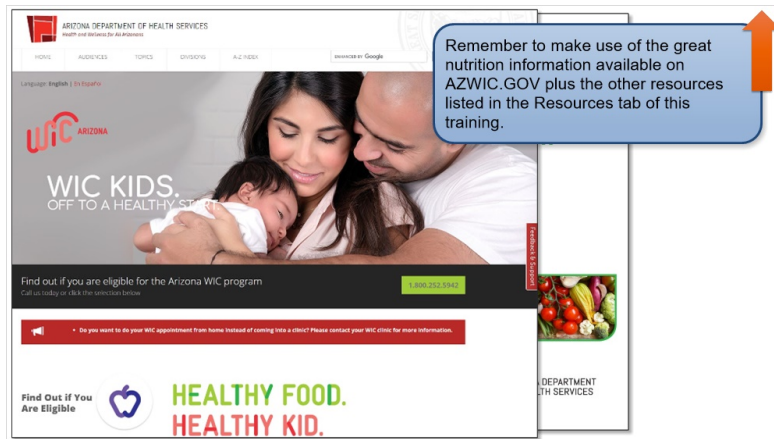 ARIZONA DEPARTMENT OF HEALTH SERVICES
Health and Wellness for All Arizonans
HOME AUDIENCES TOPICS DIVISIONS A-Z INDEX
ENHANCED BY Google
Remember to make use of the great
nutrition information available on
AZWIC.GOV plus the other resources
listed in the Resources tab of this
training.
Language: English | En Español
WIC ARIZONA
WIC KIDS.
OFF TO A HEALTHY START.
Feedback & Support
Find out if you are eligible for the Arizona WIC program
Call us today or click the selection below
1.800.252.5942
• Do you want to do your WIC appointment from home instead of coming into a clinic? Please contact your WIC clinic for more information.
DEPARTMENT
TH SERVICES
Find Out if You
Are Eligible
HEALTHY FOOD.
HEALTHY KID.